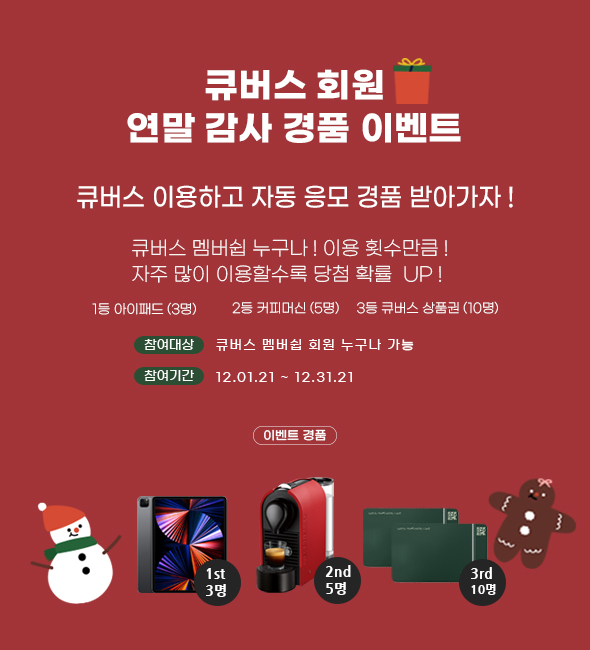 큐버스 회원
연말 감사 경품 이벤트
큐버스 이용하고 자동 응모 경품 받아가자 !
큐버스 멤버쉽 누구나 ! 이용 횟수만큼 !
자주 많이 이용할수록 당첨 확률 UP !
1등 아이패드 (3명) 2등 커피머신 (5명) 3등 큐버스 상품권 (10명)
참여대상 큐버스 멤버쉽 회원 누구나 가능
참여기간 12.01.21 ~ 12.31.21
이벤트 경품
1st
3명
2nd
5명
3rd
10명